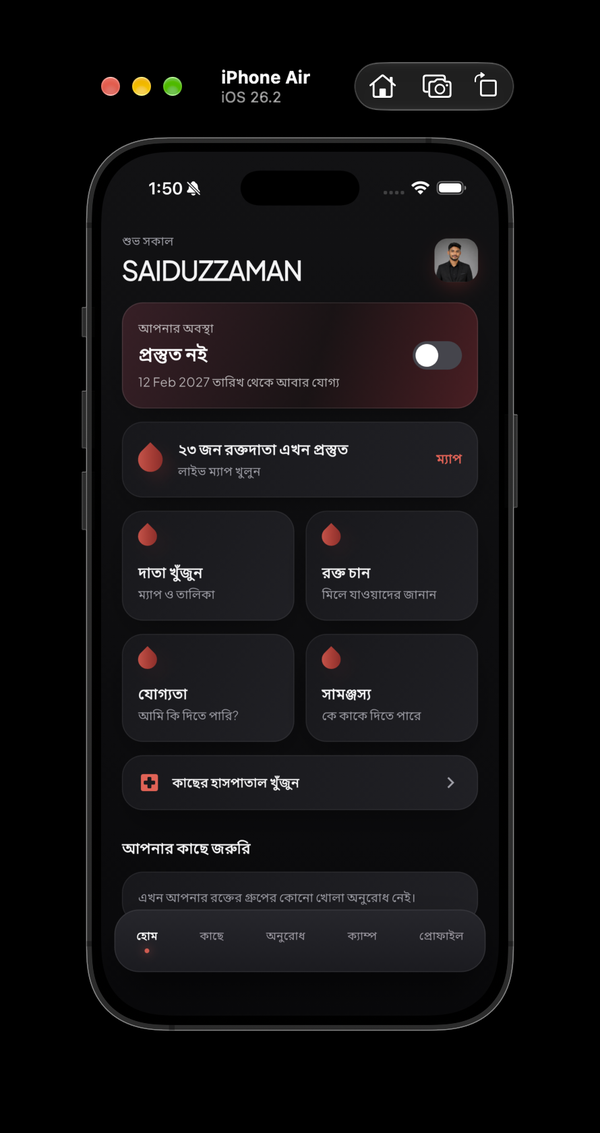 iPhone Air
iOS 26.2
1:50
শুভ সকাল
SAIDUZZAMAN
আপনার অবস্থা
প্রস্তুত নই
12 Feb 2027 তারিখ থেকে আবার যোগ্য
২৩ জন রক্তদাতা এখন প্রস্তুত
লাইভ ম্যাপ খুলুন
ম্যাপ
দাতা খুঁজুন
ম্যাপ ও তালিকা
রক্ত চান
মিলে যাওয়াদের জানান
যোগ্যতা
আমি কি দিতে পারি?
সামঞ্জস্য
কে কাকে দিতে পারে
কাছের হাসপাতাল খুঁজুন
আপনার কাছে জরুরি
এখন আপনার রক্তের গ্রুপের কোনো খোলা অনুরোধ নেই।
হোম
কাছে
অনুরোধ
ক্যাম্প
প্রোফাইল